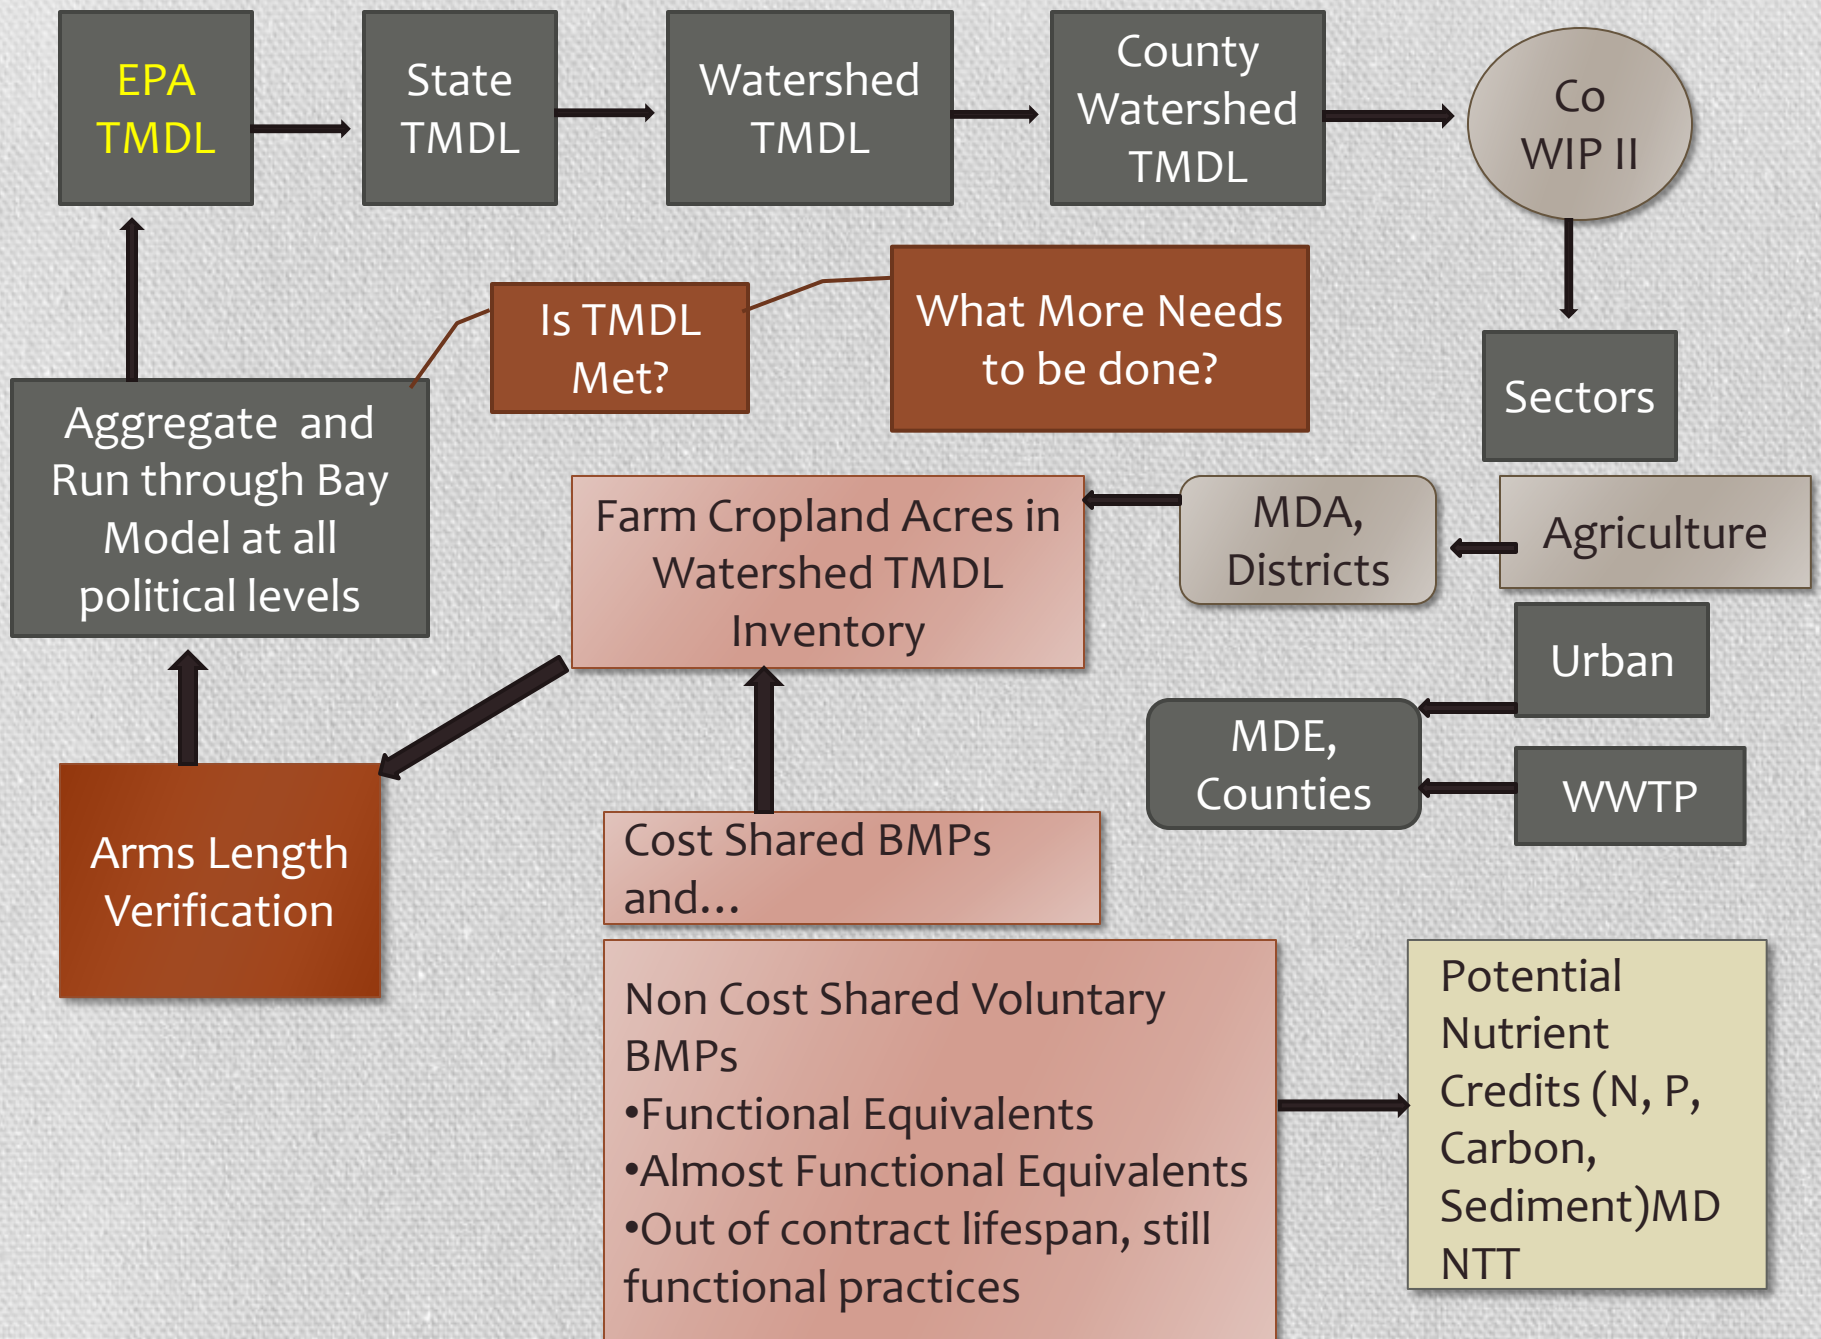 EPA
TMDL
State
TMDL
Watershed
TMDL
County
Watershed
TMDL
Co
WIP II
Is TMDL
Met?
What More Needs
to be done?
Sectors
Aggregate  and
Run through Bay
Model at all
political levels
Farm Cropland Acres in
Watershed TMDL
Inventory
MDA,
Districts
Agriculture
Urban
MDE,
Counties
WWTP
Arms Length
Verification
Cost Shared BMPs
and...
Non Cost Shared Voluntary
BMPs
•Functional Equivalents
•Almost Functional Equivalents
•Out of contract lifespan, still
functional practices
Potential
Nutrient
Credits (N, P,
Carbon,
Sediment)MD
NTT